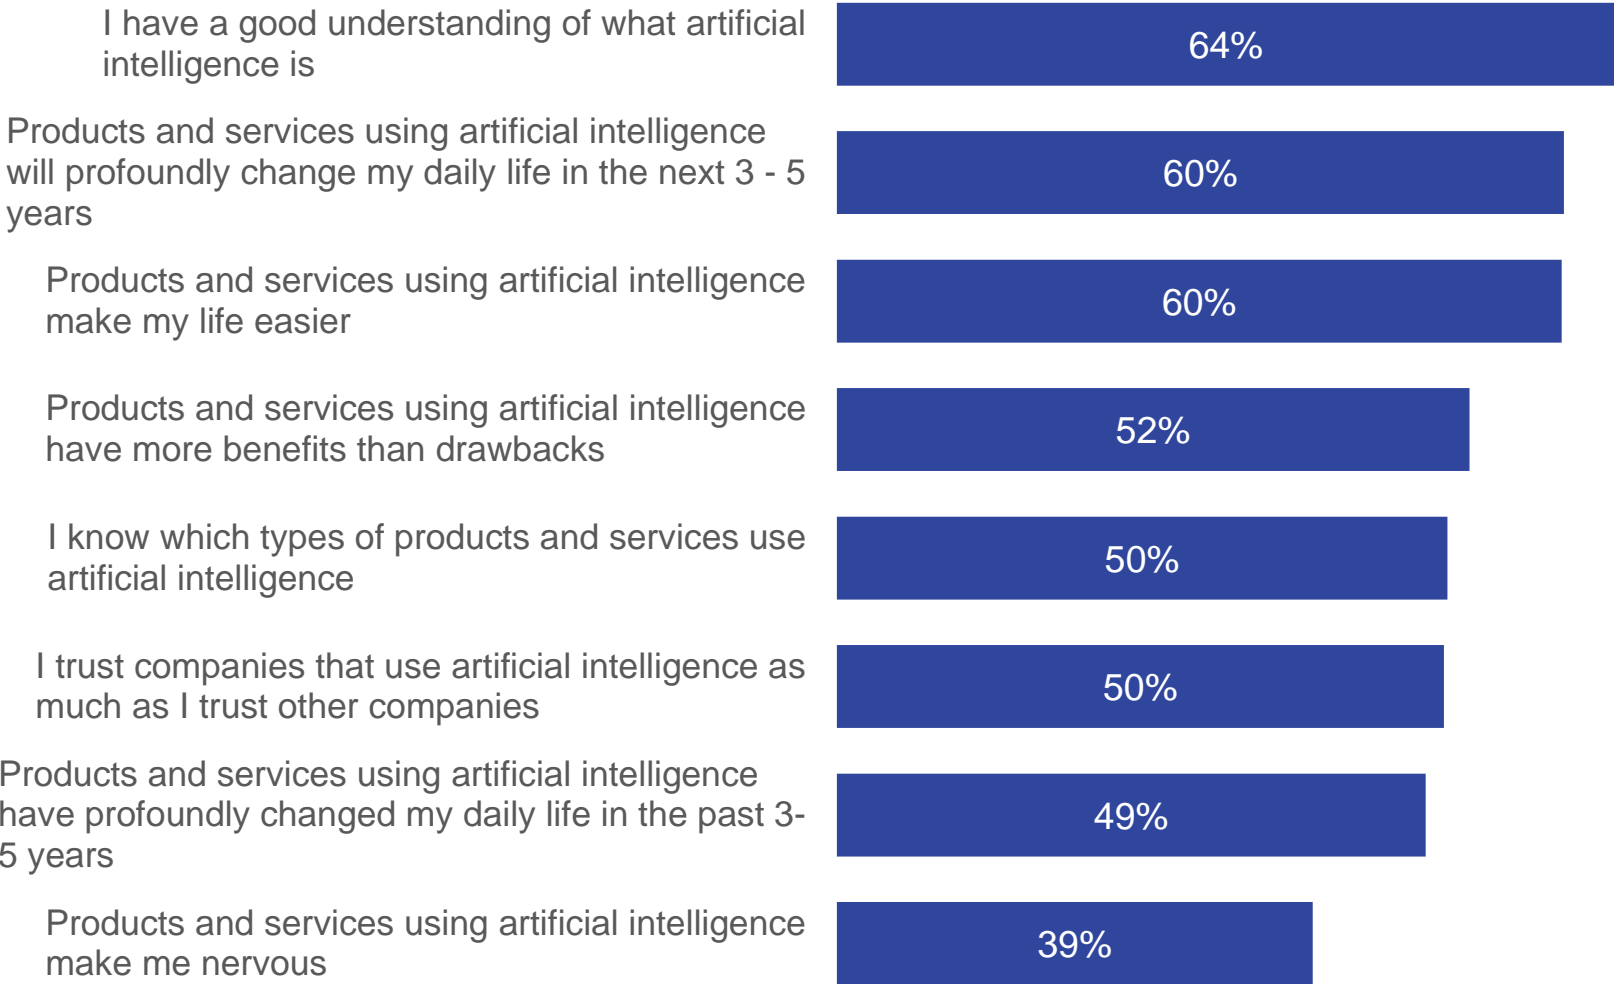 I have a good understanding of what artificial
intelligence is
64%
Products and services using artificial intelligence
will profoundly change my daily life in the next 3 - 5
years
60%
Products and services using artificial intelligence
make my life easier
60%
Products and services using artificial intelligence
have more benefits than drawbacks
52%
I know which types of products and services use
artificial intelligence
50%
I trust companies that use artificial intelligence as
much as I trust other companies
50%
Products and services using artificial intelligence
have profoundly changed my daily life in the past 3-
5 years
49%
Products and services using artificial intelligence
make me nervous
39%